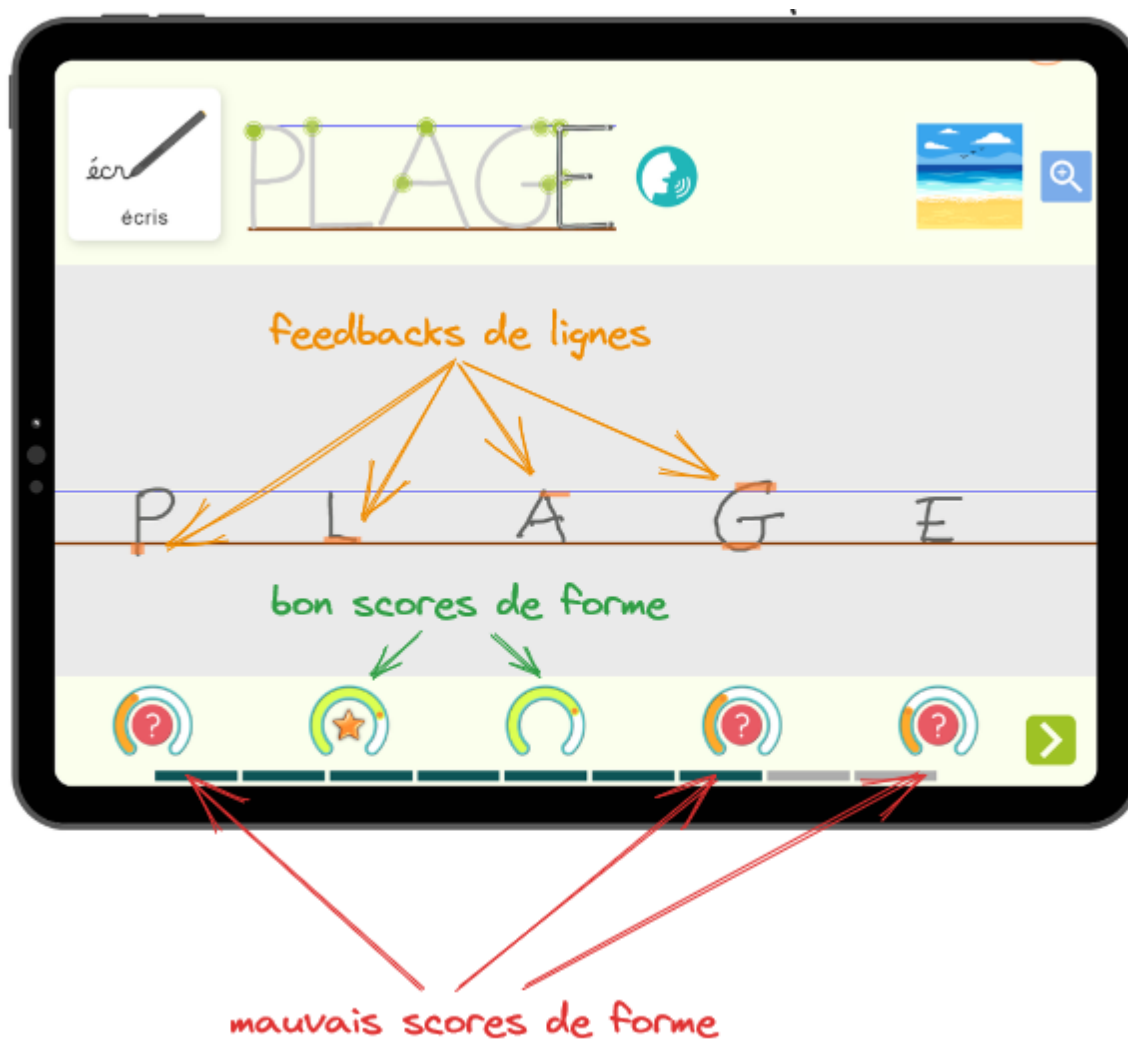 PLAGE
écr
écris
feedbacks de lignes
P L A G E
bon scores de forme
? ? ?
mauvais scores de forme